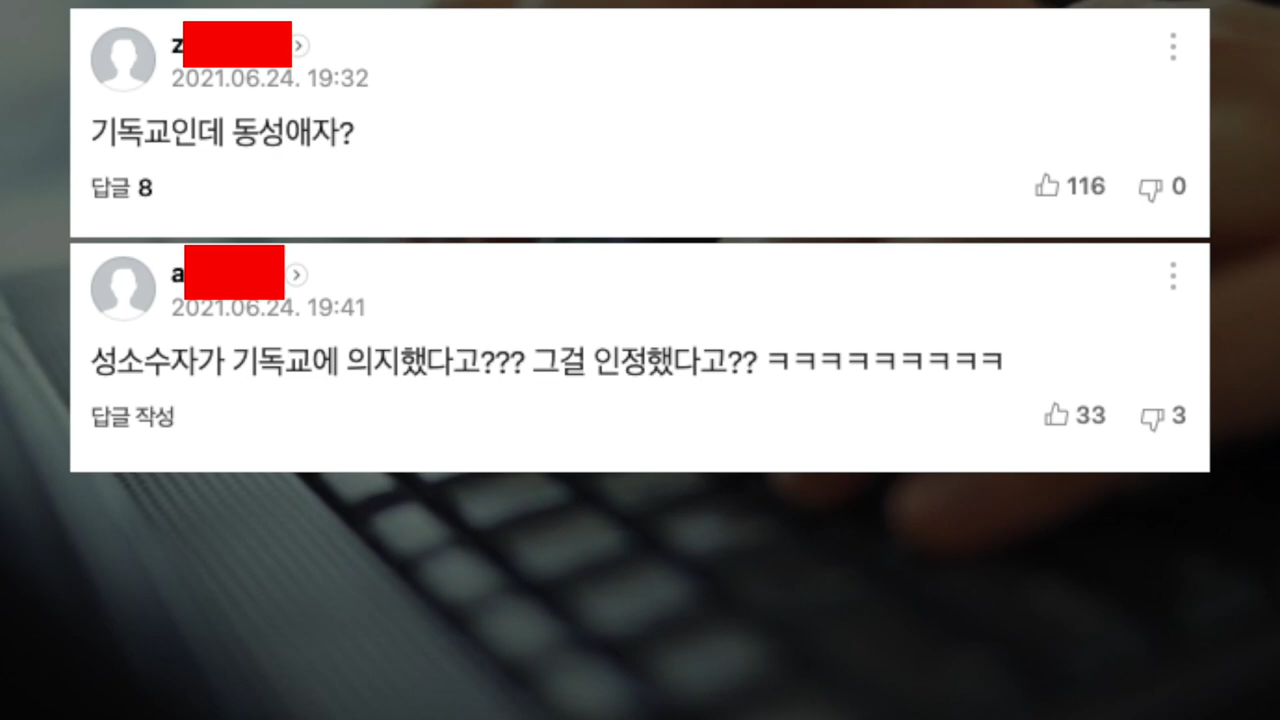 z
2021.06.24. 19:32
기독교인데 동성애자?
답글 8
116 0
a
2021.06.24. 19:41
성소수자가 기독교에 의지했다고??? 그걸 인정했다고?? ㅋㅋㅋㅋㅋㅋㅋㅋㅋ
답글 작성
33 3